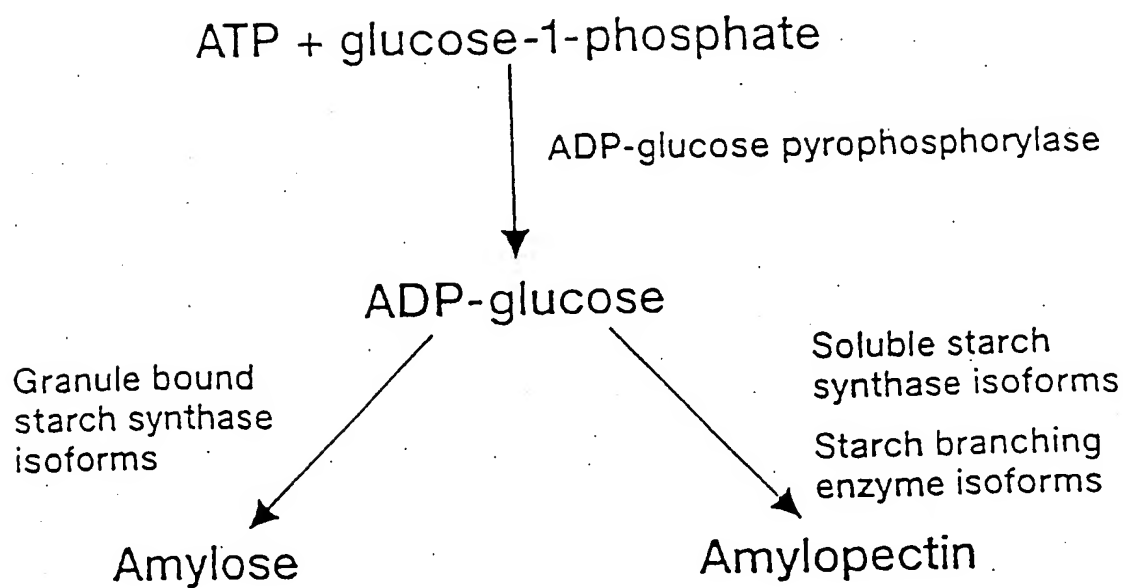 ATP + glucose-1-phosphate
ADP-glucose pyrophosphorylase
ADP-glucose
Granule bound
starch synthase
isoforms
Soluble starch
synthase isoforms
Starch branching
enzyme isoforms
Amylose
Amylopectin